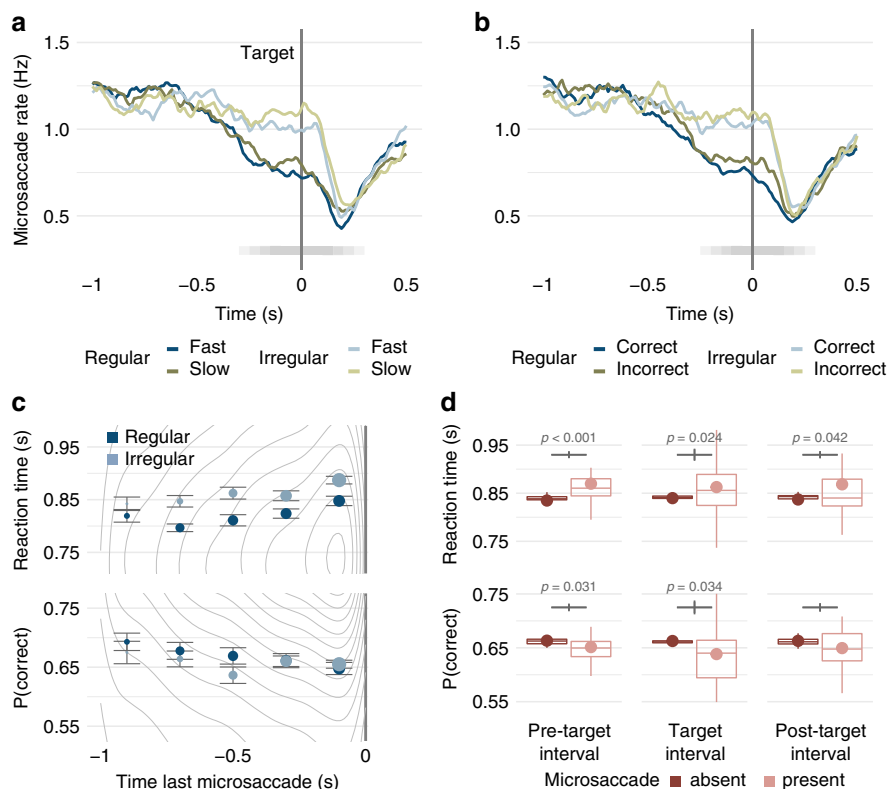 a
1.5
1.0
0.5
Microsaccade rate (Hz)
Target
−1
−0.5
0
0.5
Time (s)
Regular
Fast
Slow
Irregular
Fast
Slow
b
1.5
1.0
0.5
−1
−0.5
0
0.5
Time (s)
Regular
Correct
Incorrect
Irregular
Correct
Incorrect
c
Regular
Irregular
0.95
0.85
0.75
Reaction time (s)
0.75
0.65
0.55
P(correct)
−1
−0.5
0
Time last microsaccade (s)
d
0.95
0.85
0.75
Reaction time (s)
p < 0.001
p = 0.024
p = 0.042
0.75
0.65
0.55
P(correct)
p = 0.031
p = 0.034
Pre-target
interval
Target
interval
Post-target
interval
Microsaccade absent present